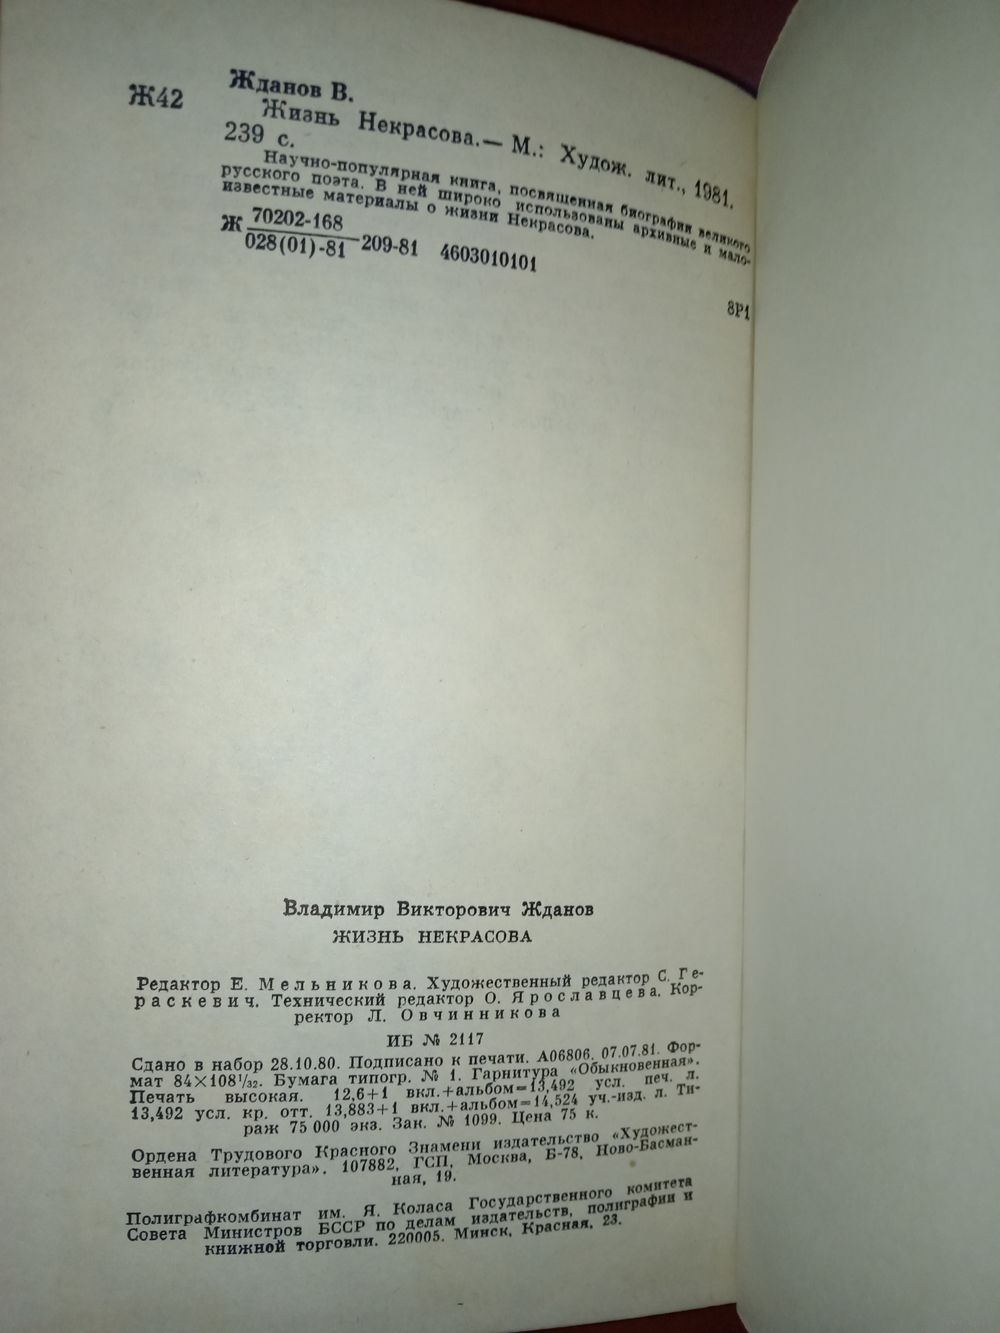 Жданов В.
Ж42
Жизнь Некрасова.— М.: Худож. лит., 1981.
239 с.
Научно-популярная книга, посвященная биографии великого
русского поэта. В ней широко использованы архивные и мало-
известные материалы о жизни Некрасова.
Ж 70202-168
028(01)-81 209-81 4603010101
8Р1
Владимир Викторович Жданов
ЖИЗНЬ НЕКРАСОВА
Редактор Е. Мельникова. Художественный редактор С. Ге-
раскевич. Технический редактор О. Ярославцева. Кор-
ректор Л. Овчинникова
ИБ № 2117
Сдано в набор 28.10.80. Подписано к печати. А06806. 07.07.81. Фор-
мат 84×108¹/₃₂. Бумага типогр. № 1. Гарнитура «Обыкновенная».
Печать высокая. 12,6+1 вкл.+альбом=13,492 усл. печ. л.
13,492 усл. кр. отт. 13,883+1 вкл.+альбом=14,524 уч.-изд. л. Ти-
раж 75 000 экз. Зак. № 1099. Цена 75 к.
Ордена Трудового Красного Знамени издательство «Художест-
венная литература». 107882, ГСП, Москва, Б-78, Ново-Басман-
ная, 19.
Полиграфкомбинат им. Я. Коласа Государственного комитета
Совета Министров БССР по делам издательств, полиграфии и
книжной торговли. 220005. Минск, Красная, 23.